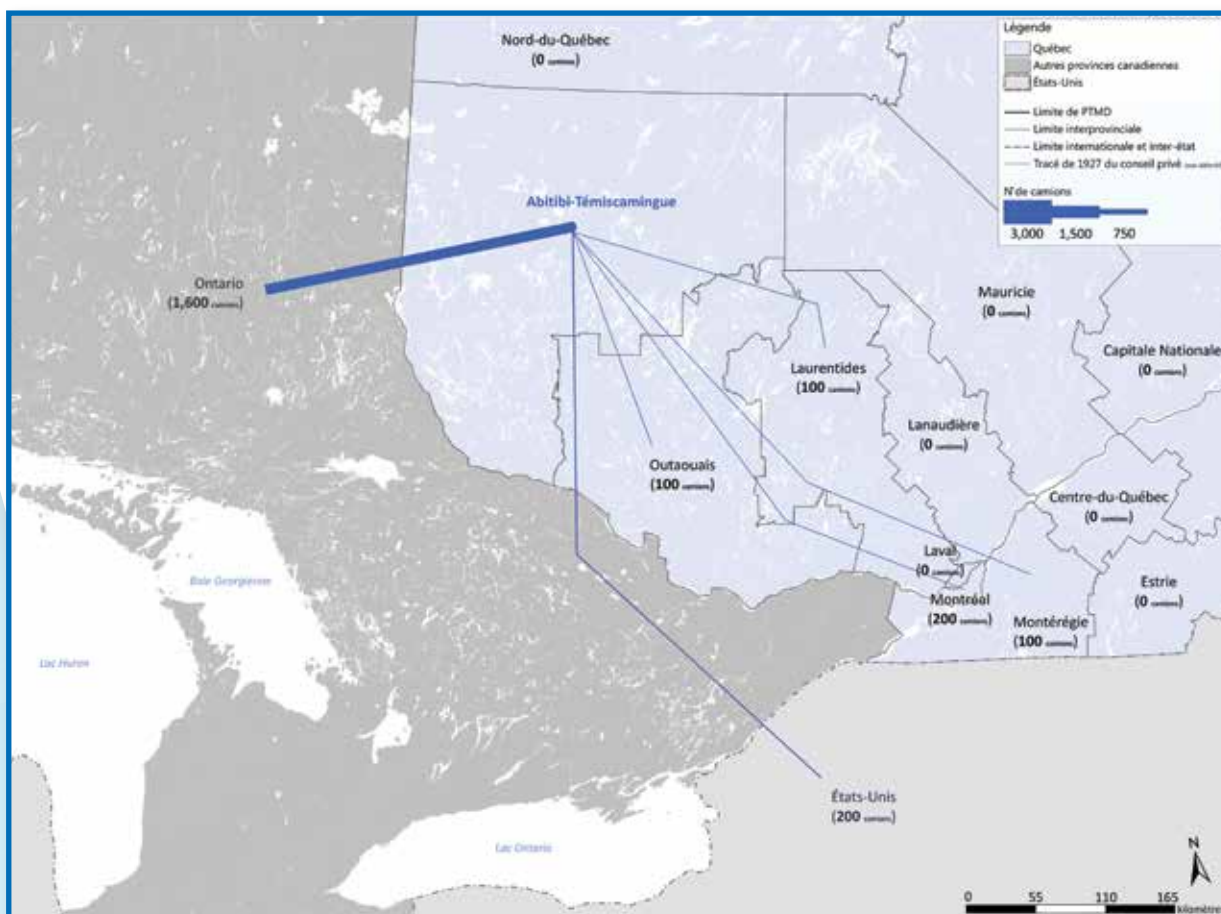 Nord-du-Québec
(0 camions)
Légende
Québec
Autres provinces canadiennes
États-Unis
Limite de PTMD
Limite interprovinciale
Limite internationale et inter-état
Tracé de 1927 du conseil privé
N de camions
3,000 1,500 750
Abitibi-Témiscamingue
Ontario
(1,600 camions)
Mauricie
(0 camions)
Capitale Nationale
(0 camions)
Laurentides
(100 camions)
Lanaudière
(0 camions)
Outaouais
(100 camions)
Centre-du-Québec
(0 camions)
Laval
(0 camions)
Estrie
(0 camions)
Montréal
(200 camions)
Montérégie
(100 camions)
Baie Georgienne
Lac Huron
États-Unis
(200 camions)
Lac Ontario
N
0 55 110 165
kilomètre